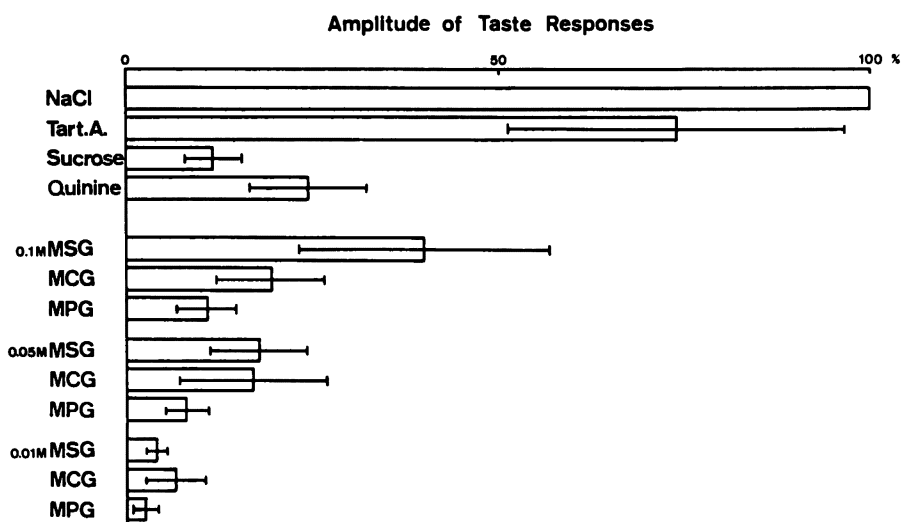 Amplitude of Taste Responses
0 50 100 %
NaCl
Tart.A.
Sucrose
Quinine
0.1M MSG
MCG
MPG
0.05M MSG
MCG
MPG
0.01M MSG
MCG
MPG